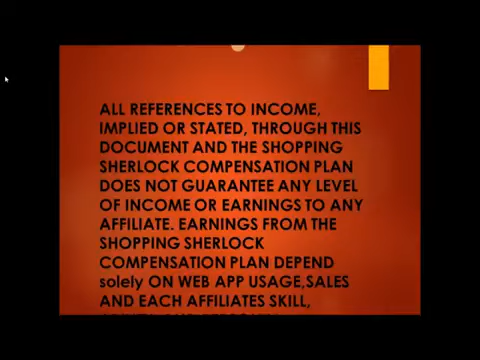 ALL REFERENCES TO INCOME,
IMPLIED OR STATED, THROUGH THIS
DOCUMENT AND THE SHOPPING
SHERLOCK COMPENSATION PLAN
DOES NOT GUARANTEE ANY LEVEL
OF INCOME OR EARNINGS TO ANY
AFFILIATE. EARNINGS FROM THE
SHOPPING SHERLOCK
COMPENSATION PLAN DEPEND
solely ON WEB APP USAGE,SALES
AND EACH AFFILIATES SKILL,